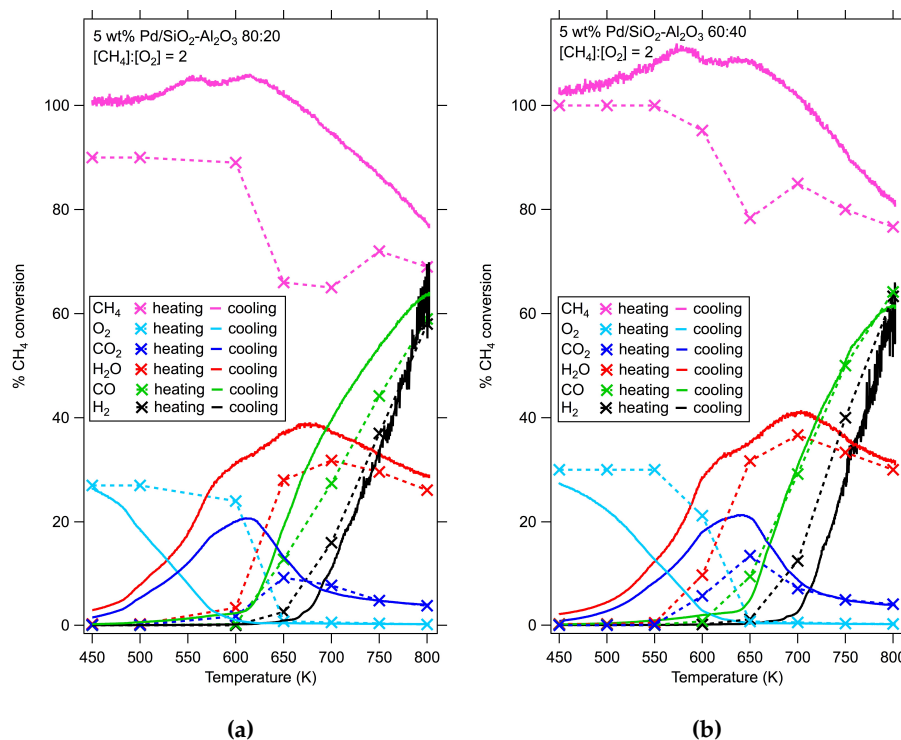 5 wt% Pd/SiO₂-Al₂O₃ 80:20
[CH₄]:[O₂] = 2
% CH₄ conversion
100
80
60
40
20
0
CH₄ heating cooling
O₂ heating cooling
CO₂ heating cooling
H₂O heating cooling
CO heating cooling
H₂ heating cooling
450 500 550 600 650 700 750 800
Temperature (K)
(a)
5 wt% Pd/SiO₂-Al₂O₃ 60:40
[CH₄]:[O₂] = 2
% CH₄ conversion
100
80
60
40
20
0
CH₄ heating cooling
O₂ heating cooling
CO₂ heating cooling
H₂O heating cooling
CO heating cooling
H₂ heating cooling
450 500 550 600 650 700 750 800
Temperature (K)
(b)